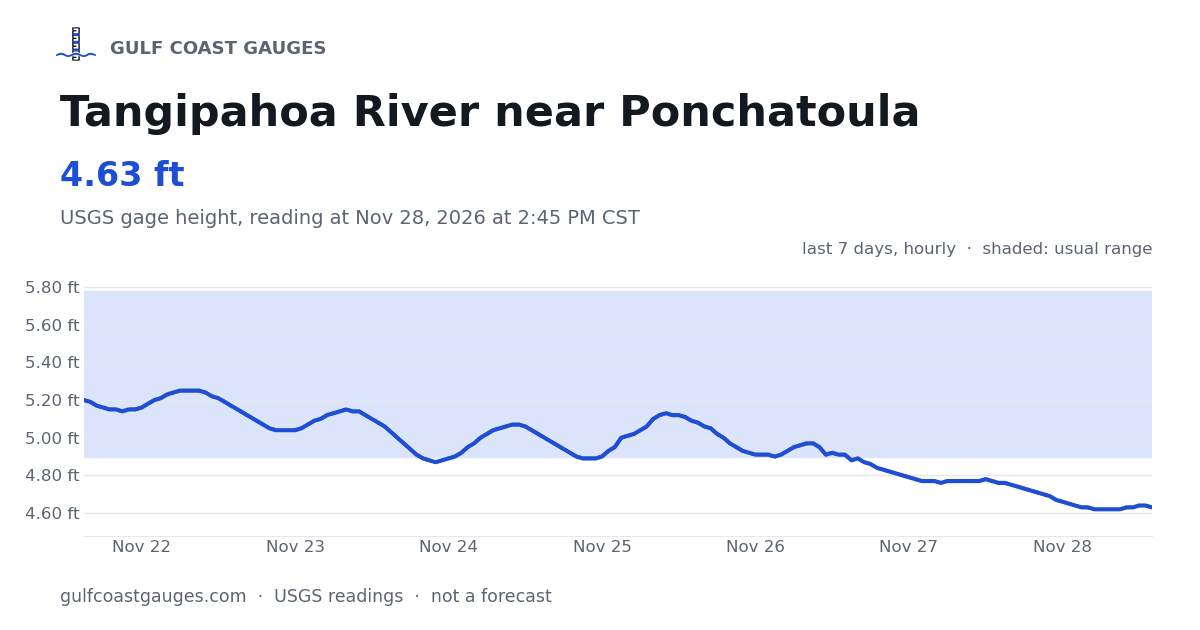 GULF COAST GAUGES
Tangipahoa River near Ponchatoula
4.63 ft
USGS gage height, reading at Nov 28, 2026 at 2:45 PM CST
last 7 days, hourly · shaded: usual range
5.80 ft
5.60 ft
5.40 ft
5.20 ft
5.00 ft
4.80 ft
4.60 ft
Nov 22 Nov 23 Nov 24 Nov 25 Nov 26 Nov 27 Nov 28
gulfcoastgauges.com · USGS readings · not a forecast